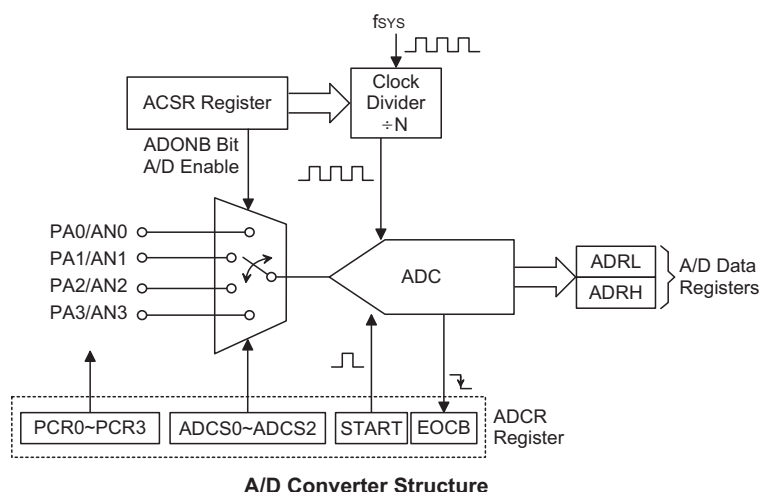 fSYS
Clock
Divider
÷N
ACSR Register
ADONB Bit
A/D Enable
PA0/AN0
PA1/AN1
PA2/AN2
PA3/AN3
ADC
ADRL
ADRH
A/D Data
Registers
PCR0~PCR3
ADCS0~ADCS2
START
EOCB
ADCR
Register
A/D Converter Structure